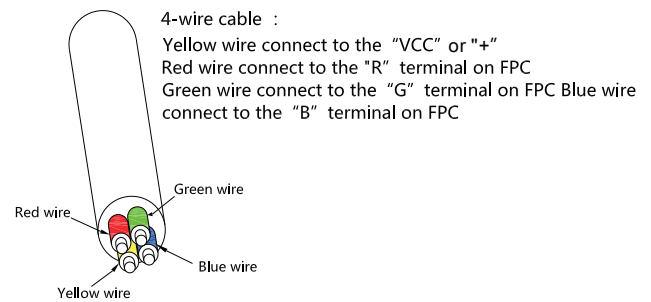 4-wire cable ：
Yellow wire connect to the “VCC” or "+"
Red wire connect to the "R” terminal on FPC
Green wire connect to the “G” terminal on FPC Blue wire
connect to the “B” terminal on FPC
Green wire
Red wire
Blue wire
Yellow wire